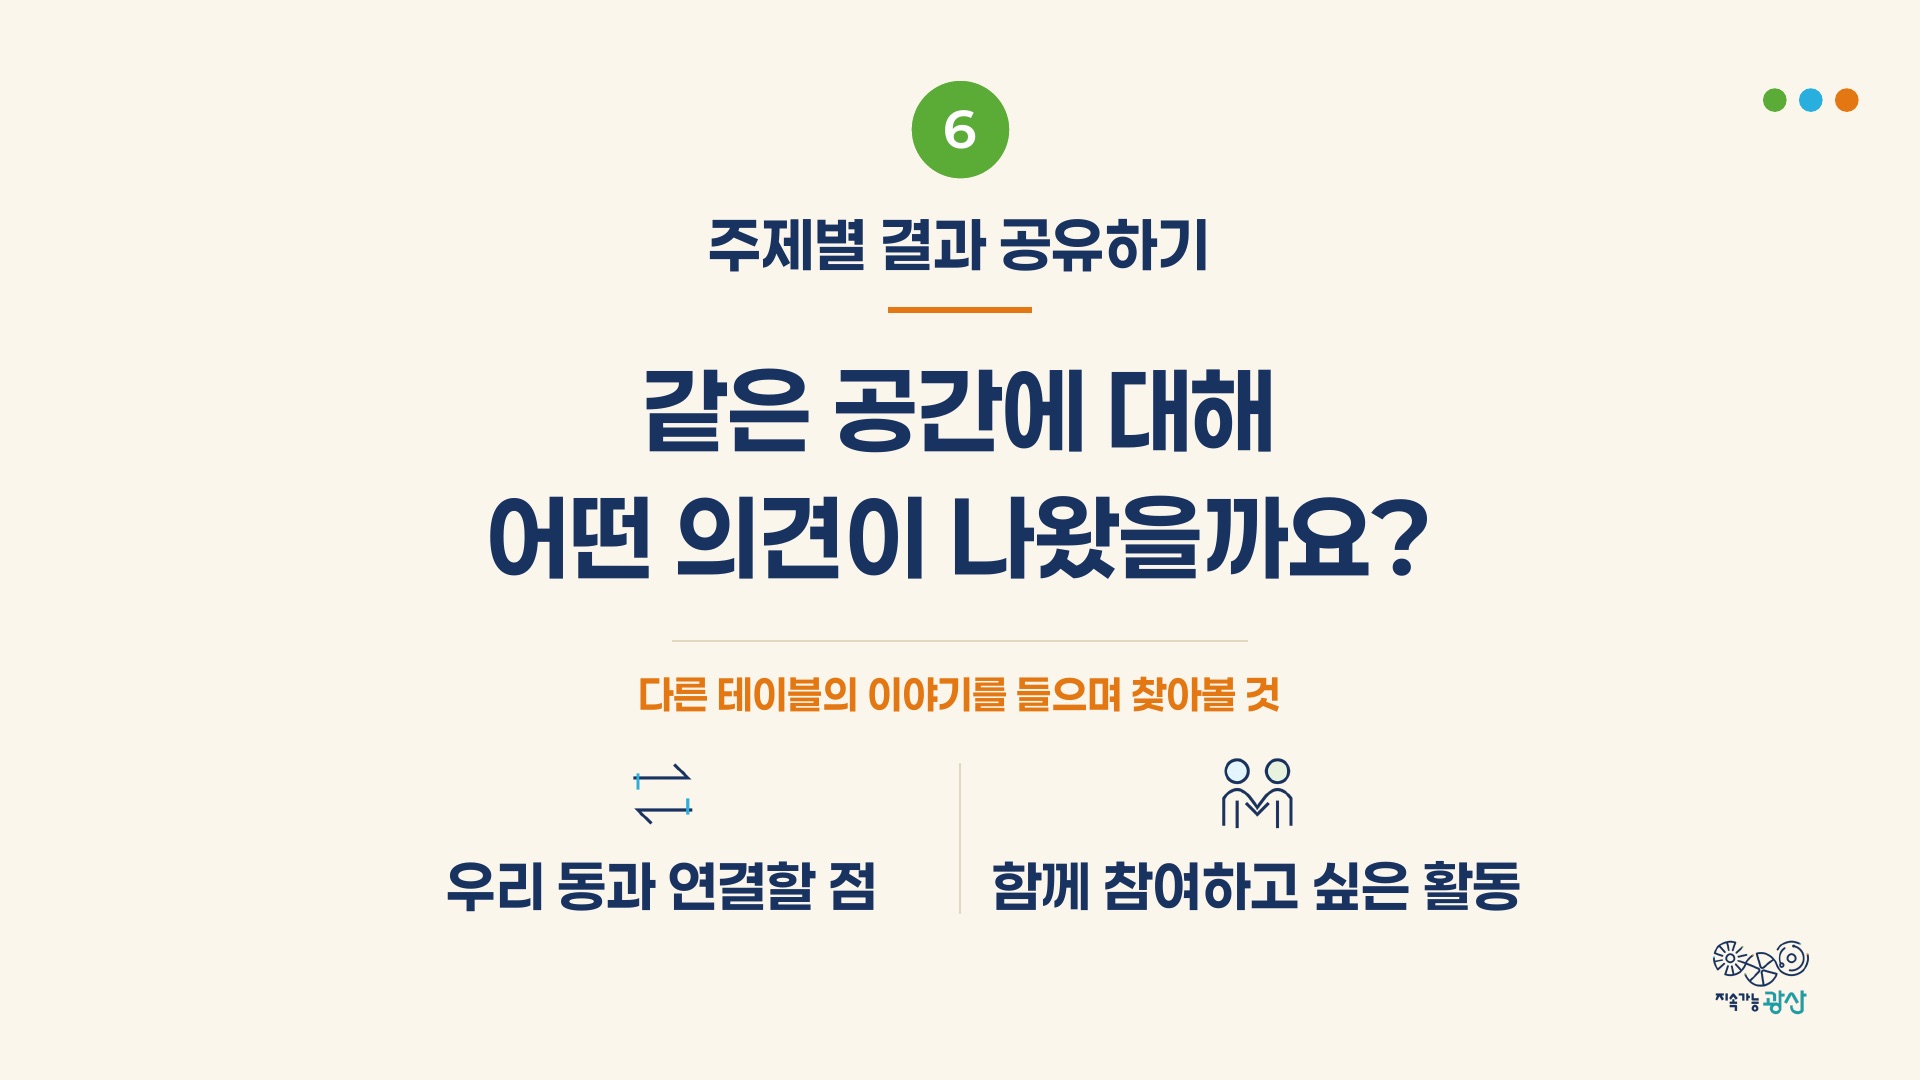 6
주제별 결과 공유하기
같은 공간에 대해
어떤 의견이 나왔을까요?
다른 테이블의 이야기를 들으며 찾아볼 것
우리 동과 연결할 점
함께 참여하고 싶은 활동
지속가능 광산